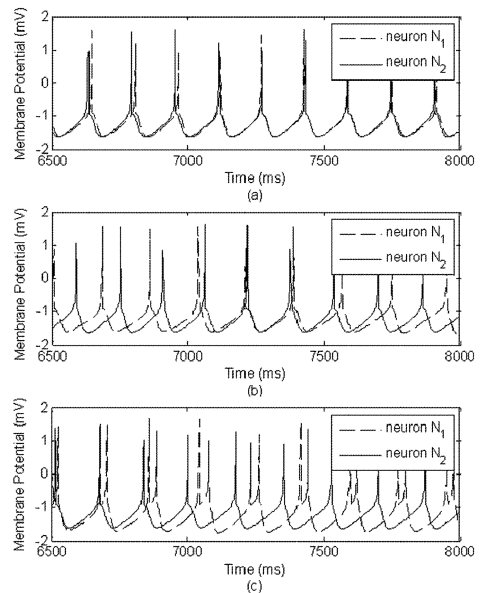 Membrane Potential (mV)
2
1
0
-1
-2
neuron N1
neuron N2
6500
7000
7500
8000
Time (ms)
(a)
Membrane Potential (mV)
2
1
0
-1
-2
neuron N1
neuron N2
6500
7000
7500
8000
Time (ms)
(b)
Membrane Potential (mV)
2
1
0
-1
-2
neuron N1
neuron N2
6500
7000
7500
8000
Time (ms)
(c)